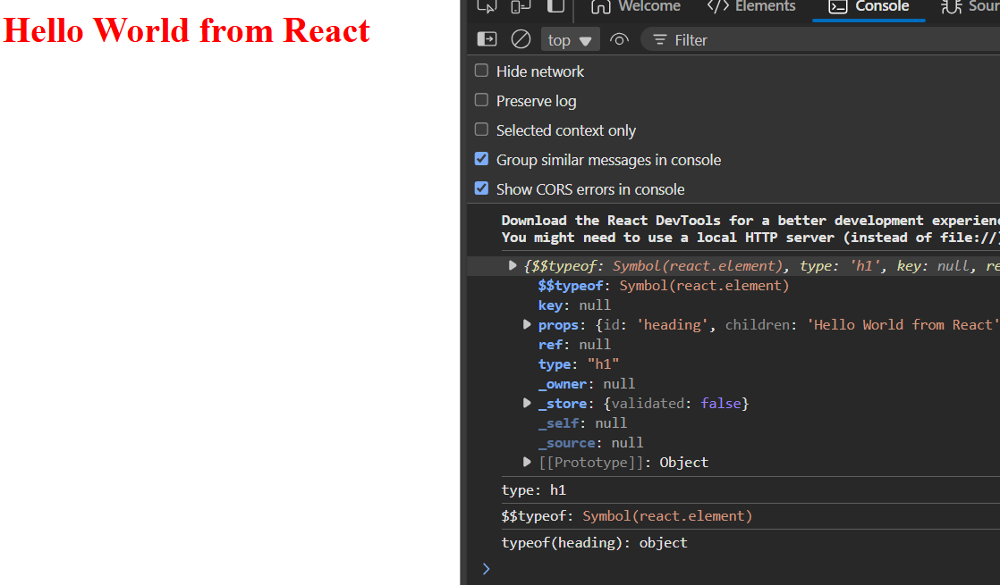 Hello World from React
Welcome </> Elements Console
top Filter
Hide network
Preserve log
Selected context only
Group similar messages in console
Show CORS errors in console
Download the React DevTools for a better development
You might need to use a local HTTP server (instead of file://)
{$$typeof: Symbol(react.element), type: 'h1', key: null,
$$typeof: Symbol(react.element)
key: null
props: {id: 'heading', children: 'Hello World from React'
ref: null
type: "h1"
_owner: null
_store: {validated: false}
_self: null
_source: null
[[Prototype]]: Object
type: h1
$$typeof: Symbol(react.element)
typeof(heading): object